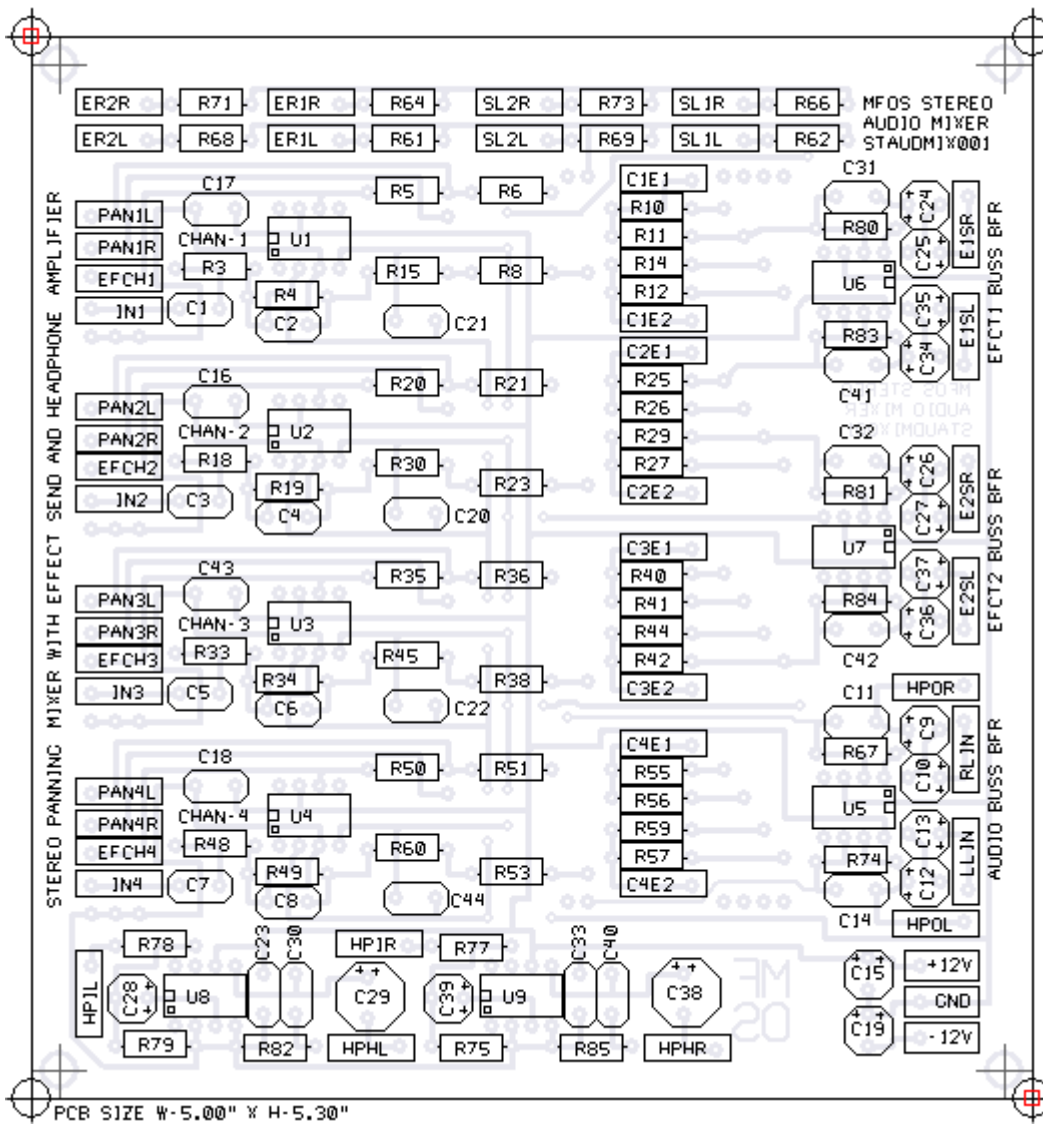 ER2R R71 ER1R R64 SL2R R73 SL1R R66 MFOS STEREO
AUDIO MIXER
ER2L R68 ER1L R61 SL2L R69 SL1L R62 STAUDMIX001
STEREO PANNING MIXER WITH EFFECT SEND AND HEADPHONE AMPLIFIER
C17
PAN1L
PAN1R
CHAN-1
EFCH1
IN1
R3
C1
U1
R4
C2
R5
R6
R15
R8
C21
C1E1
R10
R11
R14
R12
C1E2
C31
R80
U6
R83
C41
C24
C25
C35
C34
E1SR
E1SL
EFCT1 BUSS BFR
C16
PAN2L
PAN2R
CHAN-2
EFCH2
IN2
R18
C3
U2
R19
C4
R20
R21
R30
R23
C20
C2E1
R25
R26
R29
R27
C2E2
MFOS STEREO
AUDIO MIXER
STAUDMIX001
C32
R81
U7
R84
C42
C26
C27
C37
C36
E2SR
E2SL
EFCT2 BUSS BFR
C43
PAN3L
PAN3R
CHAN-3
EFCH3
IN3
R33
C5
U3
R34
C6
R35
R36
R45
R38
C22
C3E1
R40
R41
R44
R42
C3E2
HPOR
C11
R67
U5
R74
C14
C9
C10
C13
C12
RLIN
LLIN
HPOL
AUDIO BUSS BFR
C18
PAN4L
PAN4R
CHAN-4
EFCH4
IN4
R48
C7
U4
R49
C8
R50
R51
R60
R53
C44
C4E1
R55
R56
R59
R57
C4E2
HPIL
R78
C28
U8
R79
C23
C30
R82
HPIR
C29
HPHL
R77
C39
U9
R75
C33
C40
R85
C38
HPHR
MF
OS
C15
C19
+12V
GND
-12V
PCB SIZE W-5.00" X H-5.30"